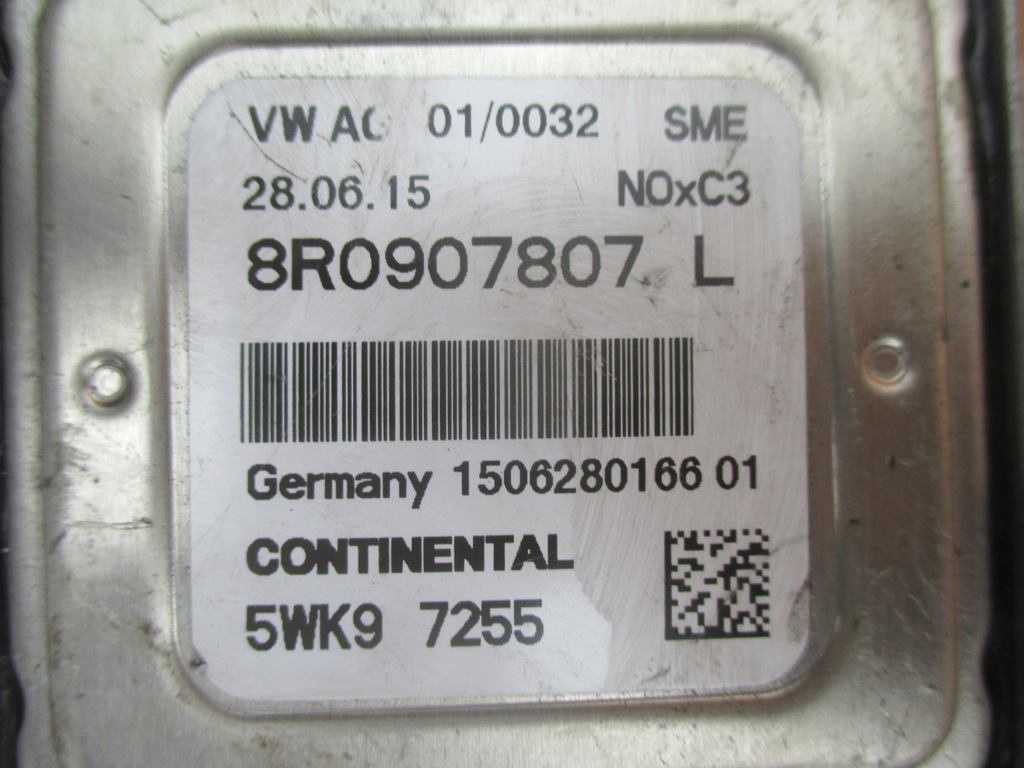 VW AG 01/0032 SME
28.06.15 NOxC3
8R0907807 L
Germany 1506280166 01
CONTINENTAL
5WK9 7255